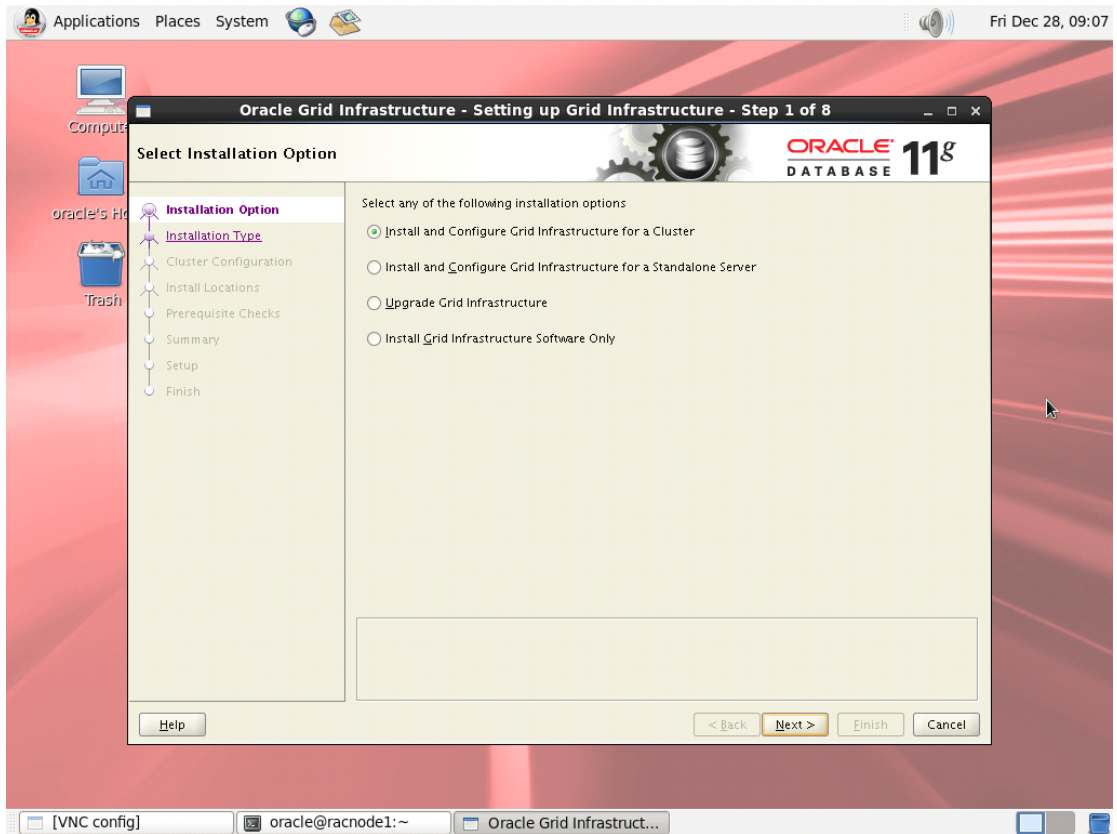 Applications Places System
Fri Dec 28, 09:07
Oracle Grid Infrastructure - Setting up Grid Infrastructure - Step 1 of 8
Select Installation Option
ORACLE
DATABASE
11g
Installation Option
Installation Type
Cluster Configuration
Install Locations
Prerequisite Checks
Summary
Setup
Finish
Select any of the following installation options
Install and Configure Grid Infrastructure for a Cluster
Install and Configure Grid Infrastructure for a Standalone Server
Upgrade Grid Infrastructure
Install Grid Infrastructure Software Only
Comput
oracle's Ho
Trash
Help
< Back
Next >
Finish
Cancel
[VNC config]
oracle@racnode1:~
Oracle Grid Infrastruct...